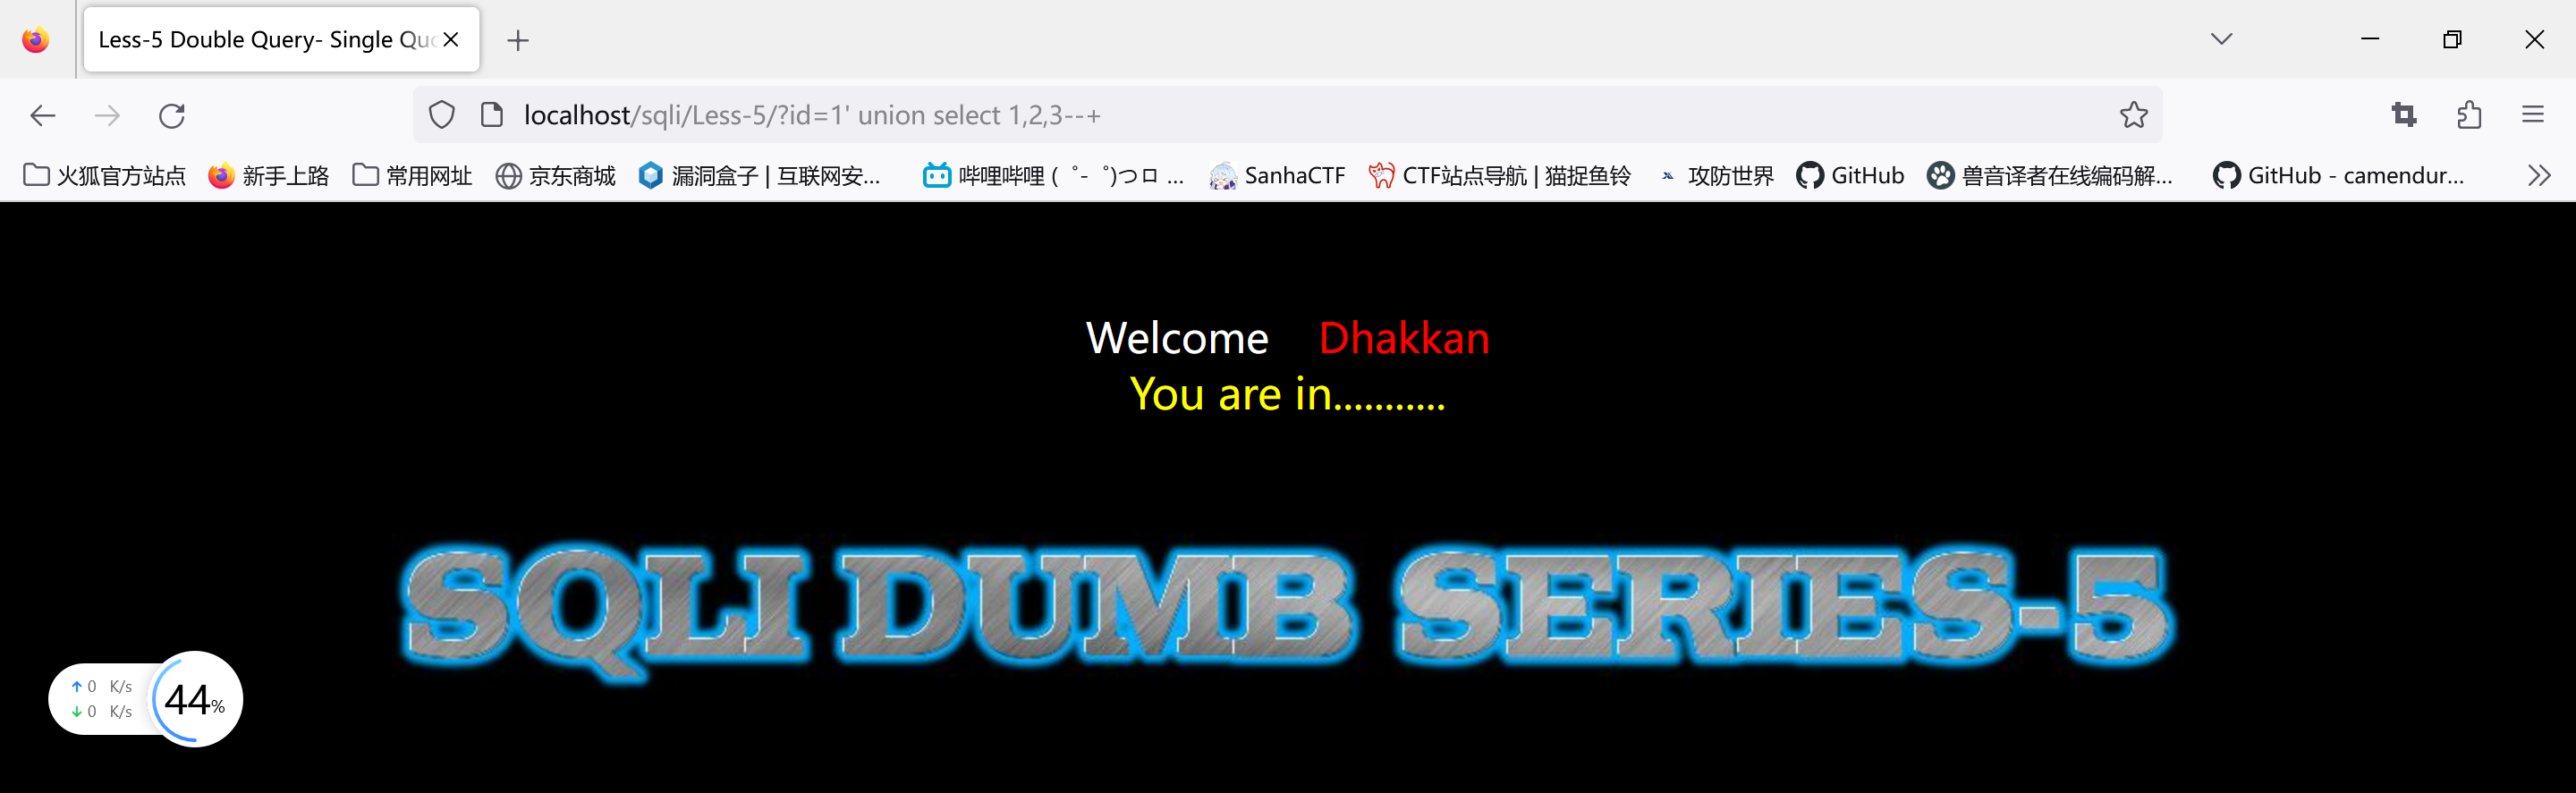 Less-5 Double Query- Single Quo
localhost/sqli/Less-5/?id=1' union select 1,2,3--+
火狐官方站点 新手上路 常用网址 京东商城 漏洞盒子 | 互联网安... 哔哩哔哩 ( ゜- ゜)つロ ... SanhaCTF CTF站点导航 | 猫捉鱼铃 攻防世界 GitHub 兽音译者在线编码解... GitHub - camendur...
Welcome Dhakkan
You are in...........
SQLI DUMB SERIES-5
↑ 0 K/s
↓ 0 K/s
44%